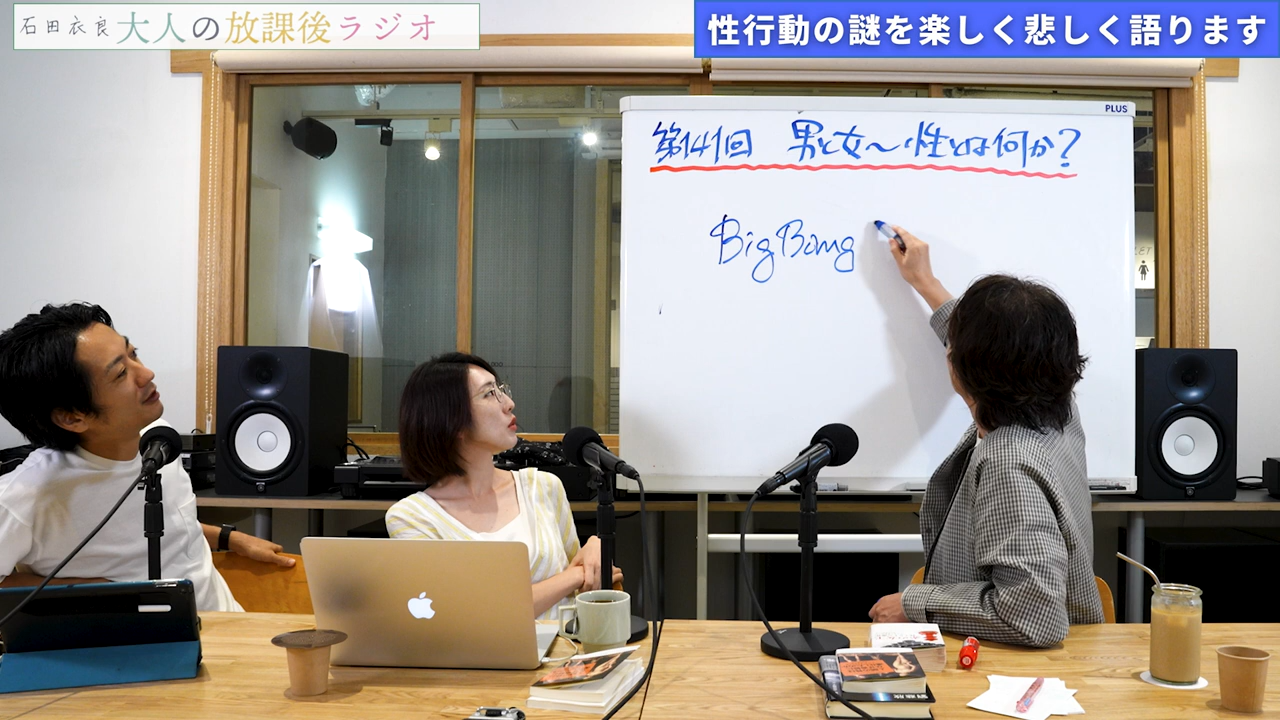 石田衣良 大人の放課後ラジオ
性行動の謎を楽しく悲しく語ります
PLUS
第141回 男と女〜性とは何か?
Big Bang